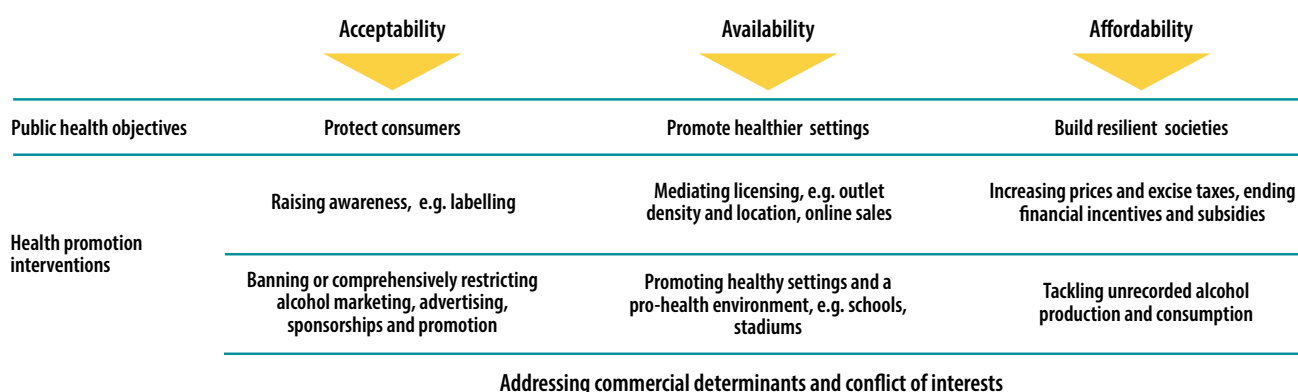 Acceptability
Availability
Affordability
Public health objectives
Protect consumers
Promote healthier settings
Build resilient societies
Health promotion
interventions
Raising awareness, e.g. labelling
Mediating licensing, e.g. outlet
density and location, online sales
Increasing prices and excise taxes, ending
financial incentives and subsidies
Banning or comprehensively restricting
alcohol marketing, advertising,
sponsorships and promotion
Promoting healthy settings and a
pro-health environment, e.g. schools,
stadiums
Tackling unrecorded alcohol
production and consumption
Addressing commercial determinants and conflict of interests